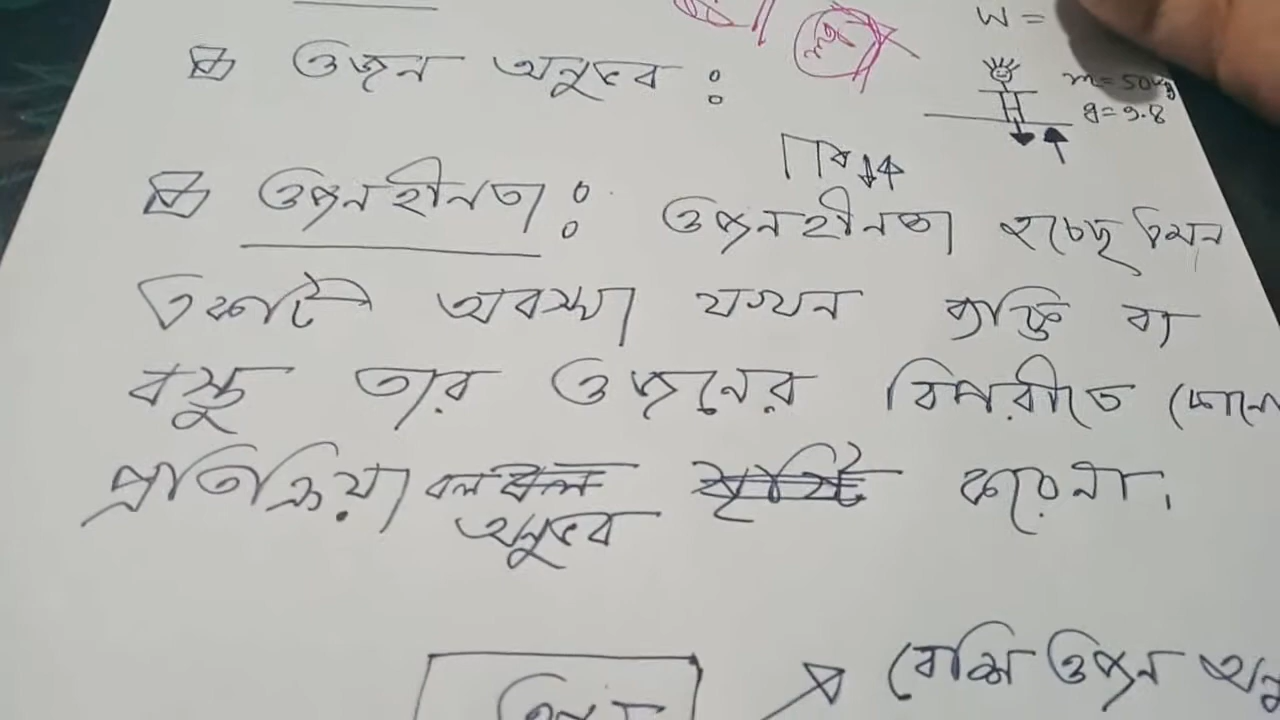 W =
ওজন অনুভব :
m = 50kg
g = 9.8
ওজনহীনতা : ওজনহীনতা হচ্ছে এমন
একটি অবস্থা যখন ব্যক্তি বা
বস্তু তার ওজনের বিপরীতে কোনো
প্রতিক্রিয়া বল বল সৃষ্টি করে না।
অনুভব
বেশি ওজন অনু